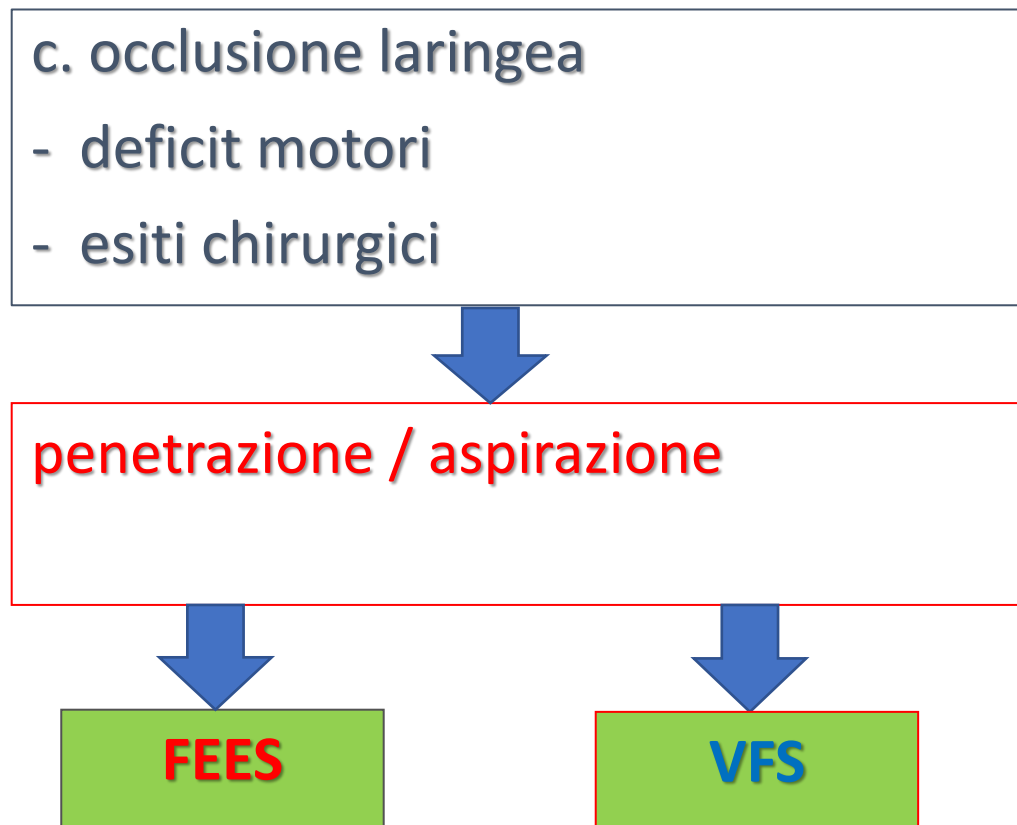 c. occlusione laringea
- deficit motori
- esiti chirurgici
penetrazione / aspirazione
FEES
VFS